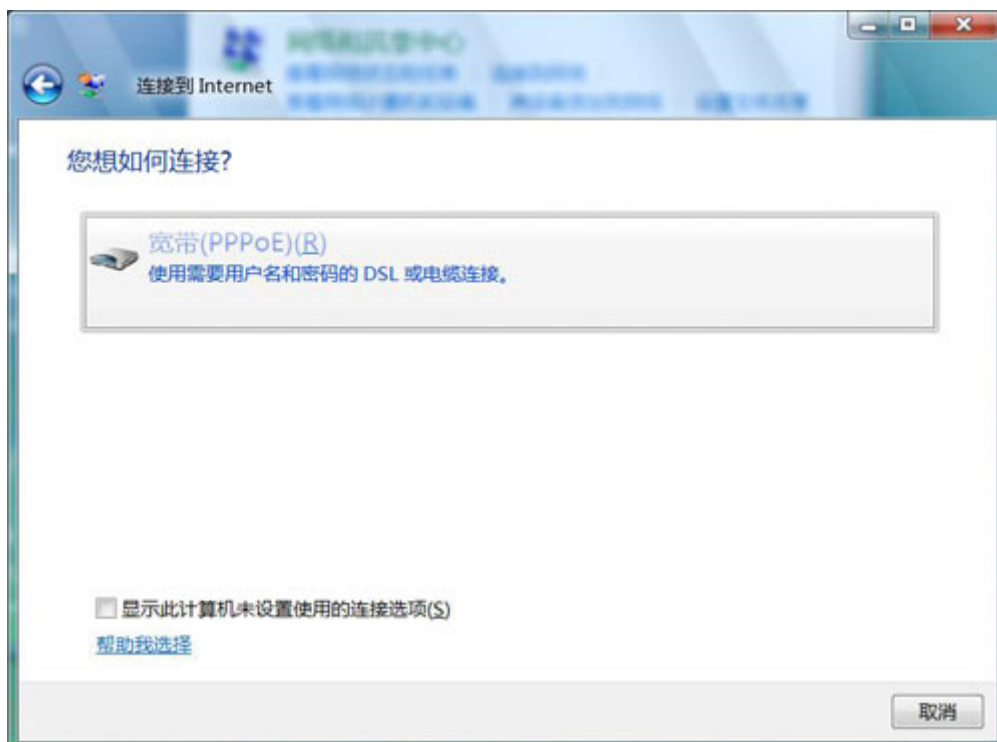 连接到 Internet
您想如何连接?
宽带(PPPoE)(R)
使用需要用户名和密码的 DSL 或电缆连接。
显示此计算机未设置使用的连接选项(S)
帮助我选择
取消